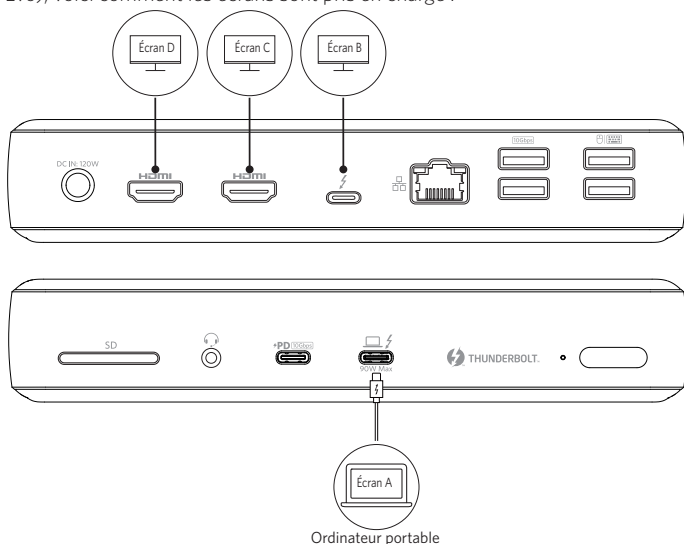 Écran D Écran C Écran B
DC IN: 120W HDMI HDMI 10Gbps
SD +PD 10Gbps 90W Max THUNDERBOLT.
Écran A
Ordinateur portable